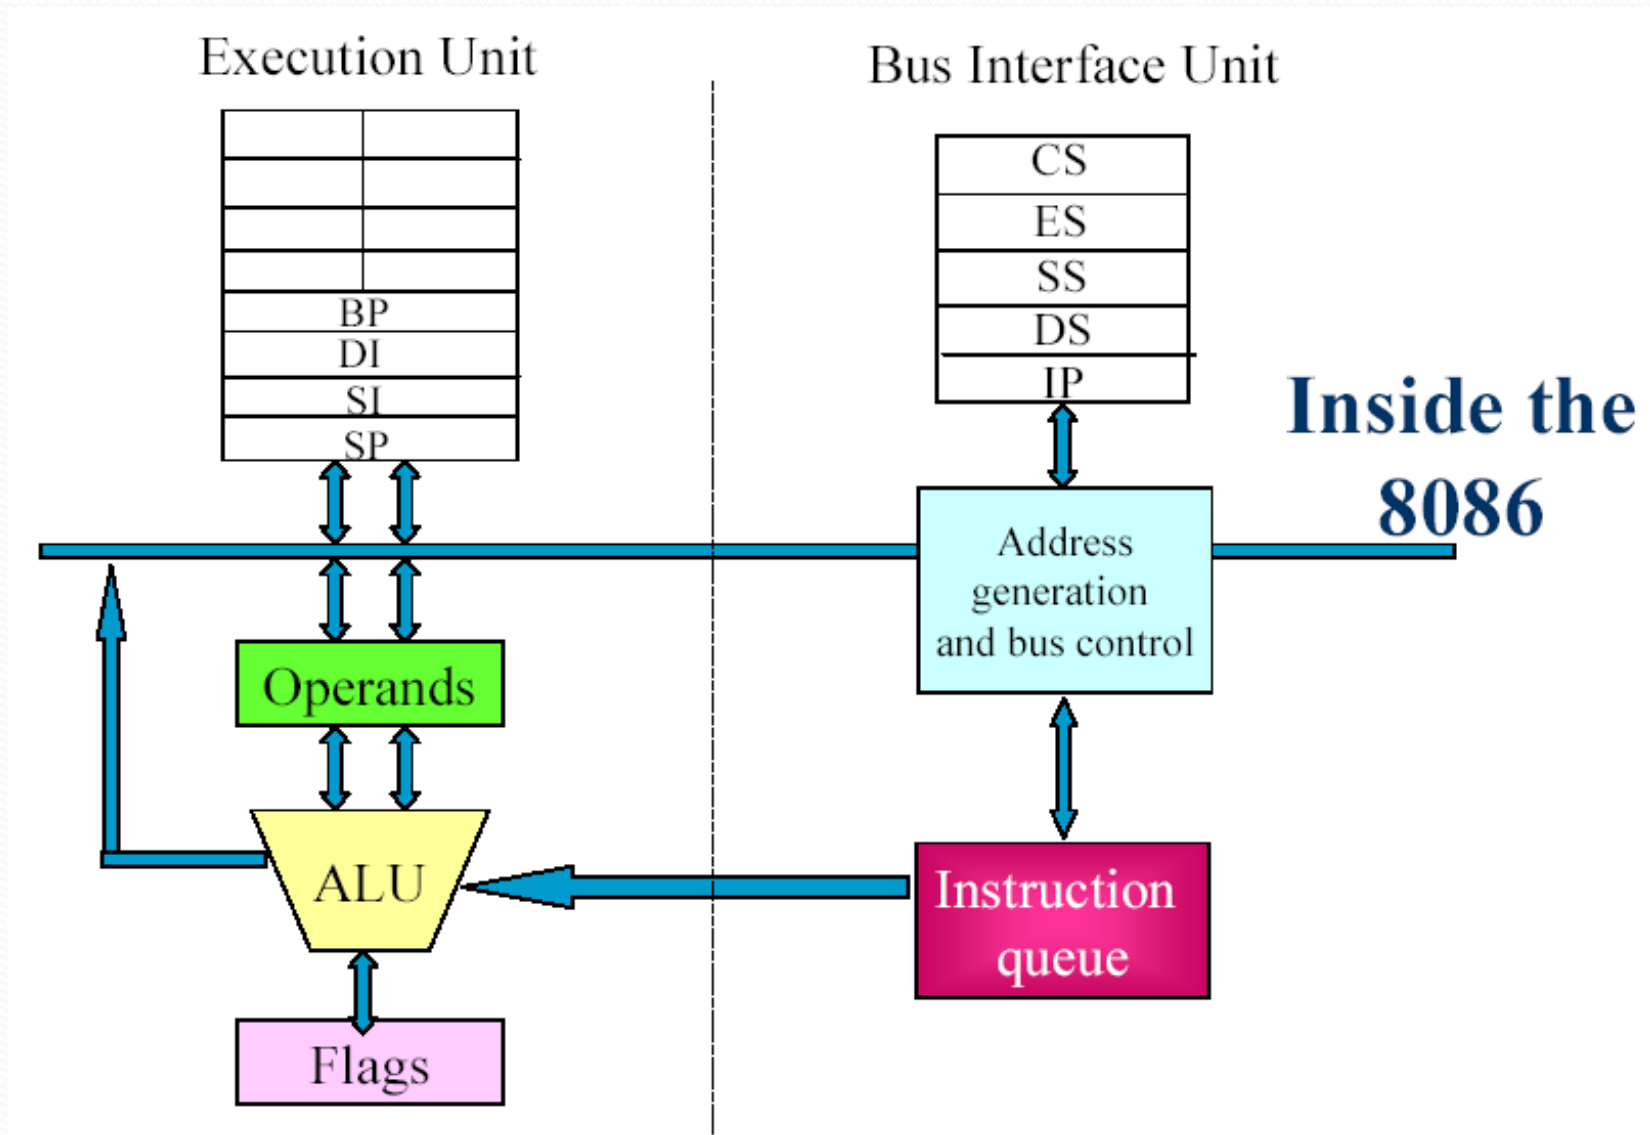 Execution Unit
BP
DI
SI
SP
Operands
ALU
Flags
Bus Interface Unit
CS
ES
SS
DS
IP
Address
generation
and bus control
Instruction
queue
Inside the
8086